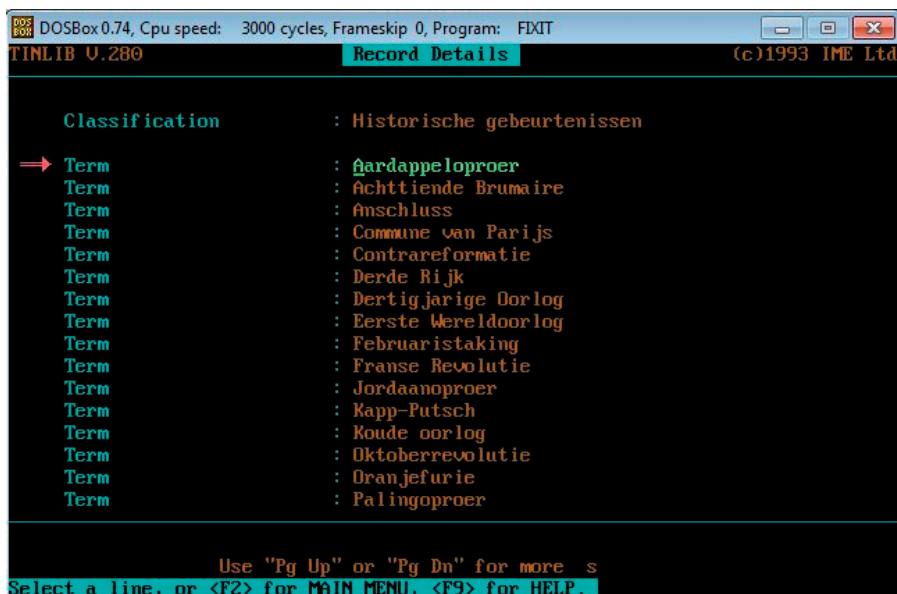 DOSBox 0.74, Cpu speed: 3000 cycles, Frameskip 0, Program: FIXIT
TINLIB V.280 Record Details (c)1993 IME Ltd
Classification : Historische gebeurtenissen
Term : Aardappeloproer
Term : Achttiende Brumaire
Term : Anschluss
Term : Commune van Parijs
Term : Contrareformatie
Term : Derde Rijk
Term : Dertigjarige Oorlog
Term : Eerste Wereldoorlog
Term : Februaristaking
Term : Franse Revolutie
Term : Jordaanoproer
Term : Kapp-Putsch
Term : Koude oorlog
Term : Oktoberrevolutie
Term : Oranjefurie
Term : Palingoproer
Use "Pg Up" or "Pg Dn" for more s
Select a line, or <F2> for MAIN MENU, <F9> for HELP.